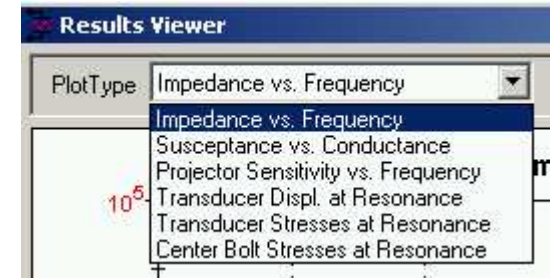 Results Viewer
PlotType Impedance vs. Frequency
Impedance vs. Frequency
Susceptance vs. Conductance
Projector Sensitivity vs. Frequency
Transducer Displ. at Resonance
Transducer Stresses at Resonance
Center Bolt Stresses at Resonance
10^5